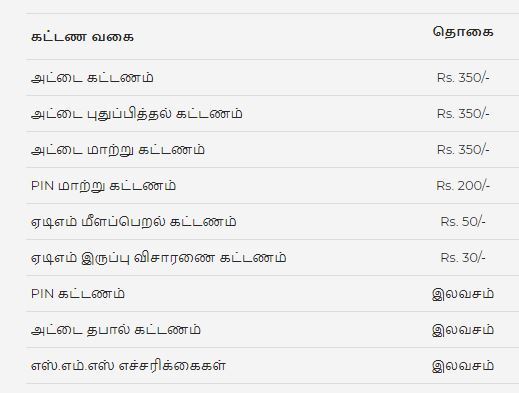 கட்டண வகை தொகை
அட்டை கட்டணம் Rs. 350/-
அட்டை புதுப்பித்தல் கட்டணம் Rs. 350/-
அட்டை மாற்று கட்டணம் Rs. 350/-
PIN மாற்று கட்டணம் Rs. 200/-
ஏடிஎம் மீளப்பெறல் கட்டணம் Rs. 50/-
ஏடிஎம் இருப்பு விசாரணை கட்டணம் Rs. 30/-
PIN கட்டணம் இலவசம்
அட்டை தபால் கட்டணம் இலவசம்
எஸ்.எம்.எஸ் எச்சரிக்கைகள் இலவசம்